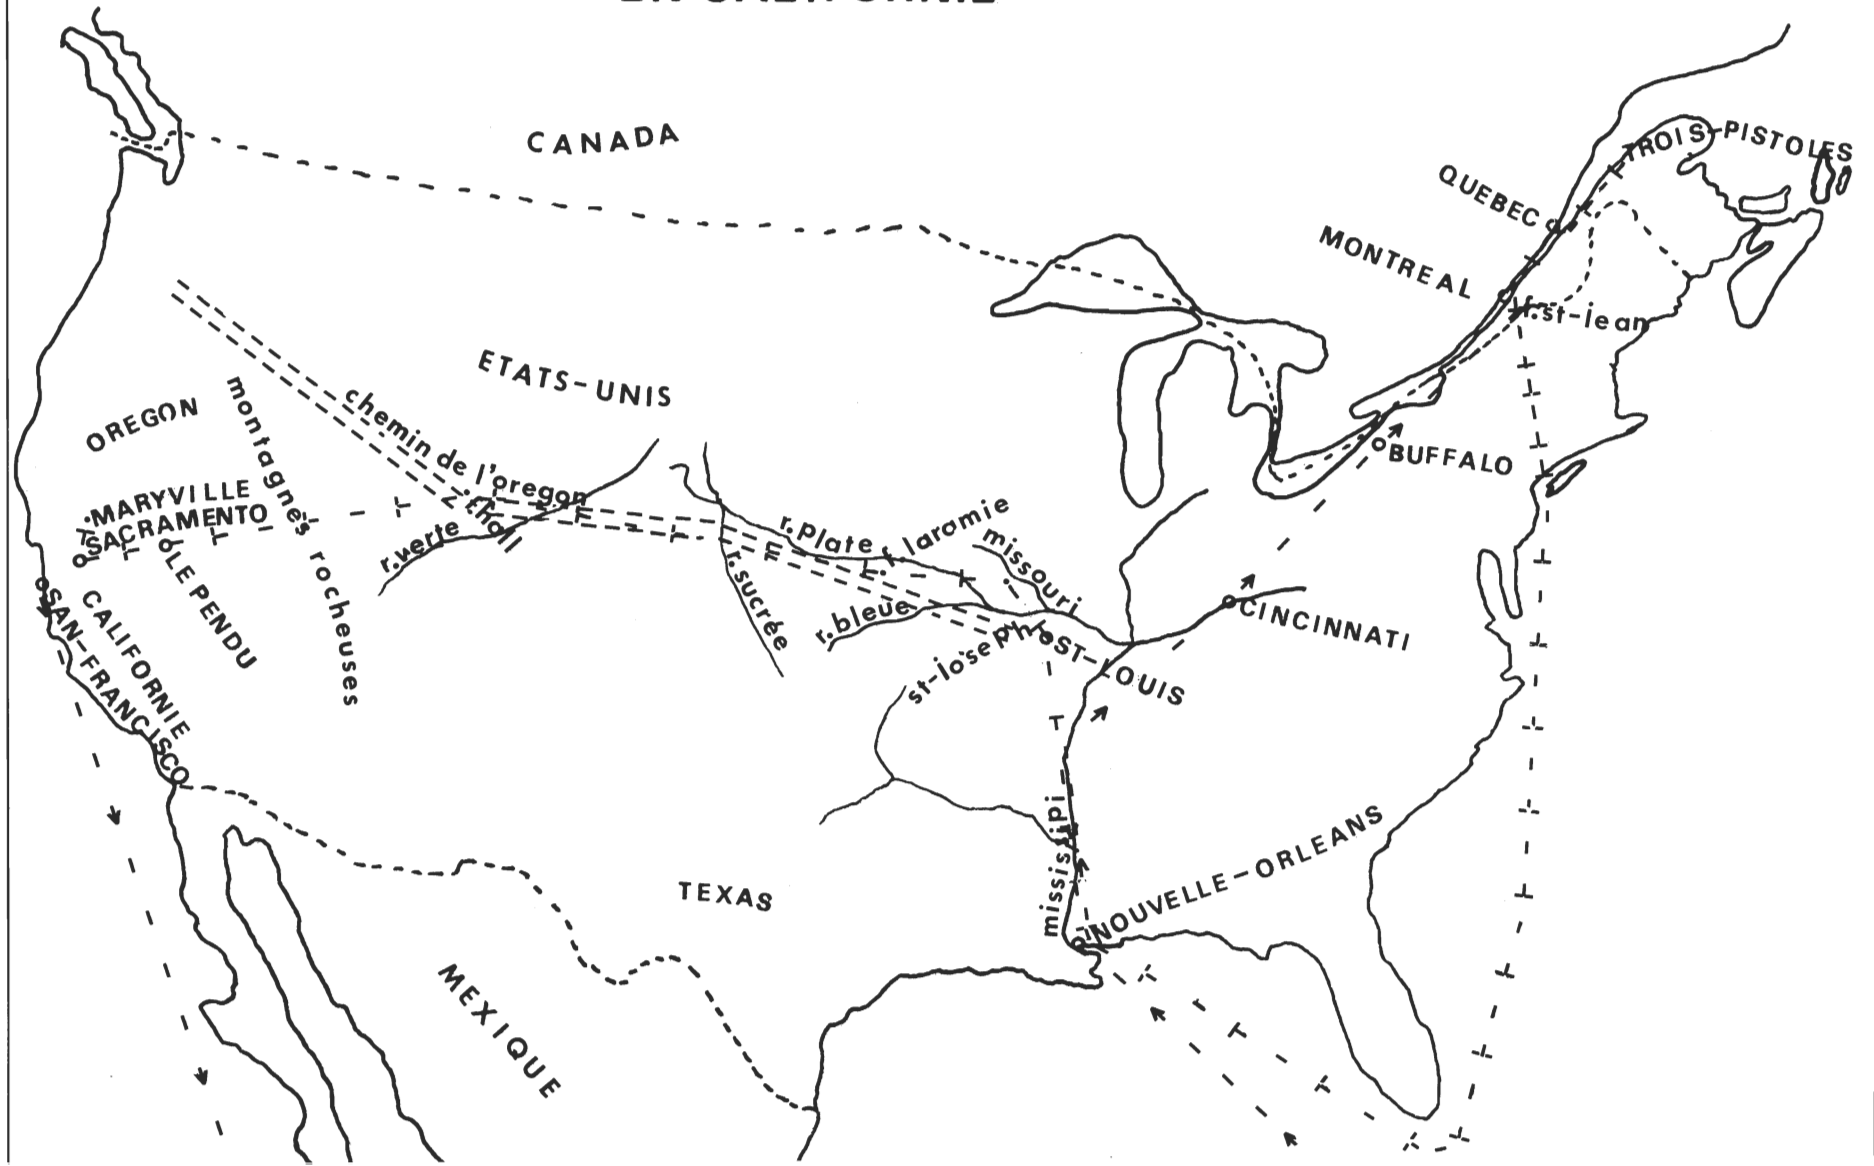 CANADA
TROIS-PISTOLES
QUEBEC
MONTREAL
r.st-jean
ETATS-UNIS
chemin de l'oregon
montagnes rocheuses
OREGON
BUFFALO
MARYVILLE
SACRAMENTO
r.verte
f.hall
r.plate
f.laramie
missouri
r.sucrée
r.bleue
LE PENDU
CALIFORNIE
SAN-FRANCISCO
CINCINNATI
st-joseph
ST-LOUIS
mississipi
NOUVELLE-ORLEANS
TEXAS
MEXIQUE